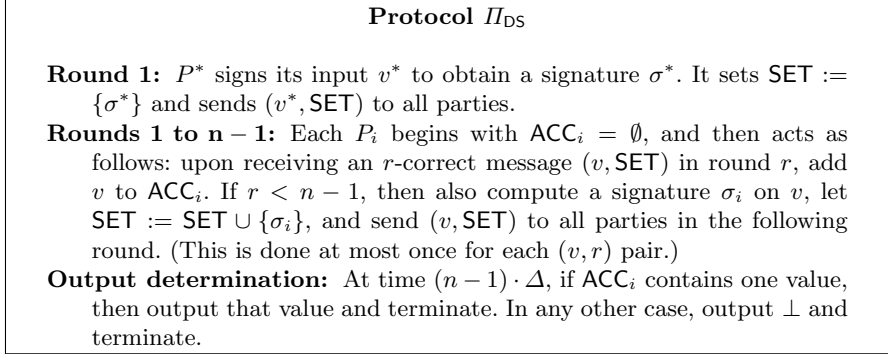 Protocol Π_DS
Round 1: P* signs its input v* to obtain a signature σ*. It sets SET :=
{σ*} and sends (v*, SET) to all parties.
Rounds 1 to n − 1: Each P_i begins with ACC_i = ∅, and then acts as
follows: upon receiving an r-correct message (v, SET) in round r, add
v to ACC_i. If r < n − 1, then also compute a signature σ_i on v, let
SET := SET ∪ {σ_i}, and send (v, SET) to all parties in the following
round. (This is done at most once for each (v, r) pair.)
Output determination: At time (n − 1) · Δ, if ACC_i contains one value,
then output that value and terminate. In any other case, output ⊥ and
terminate.